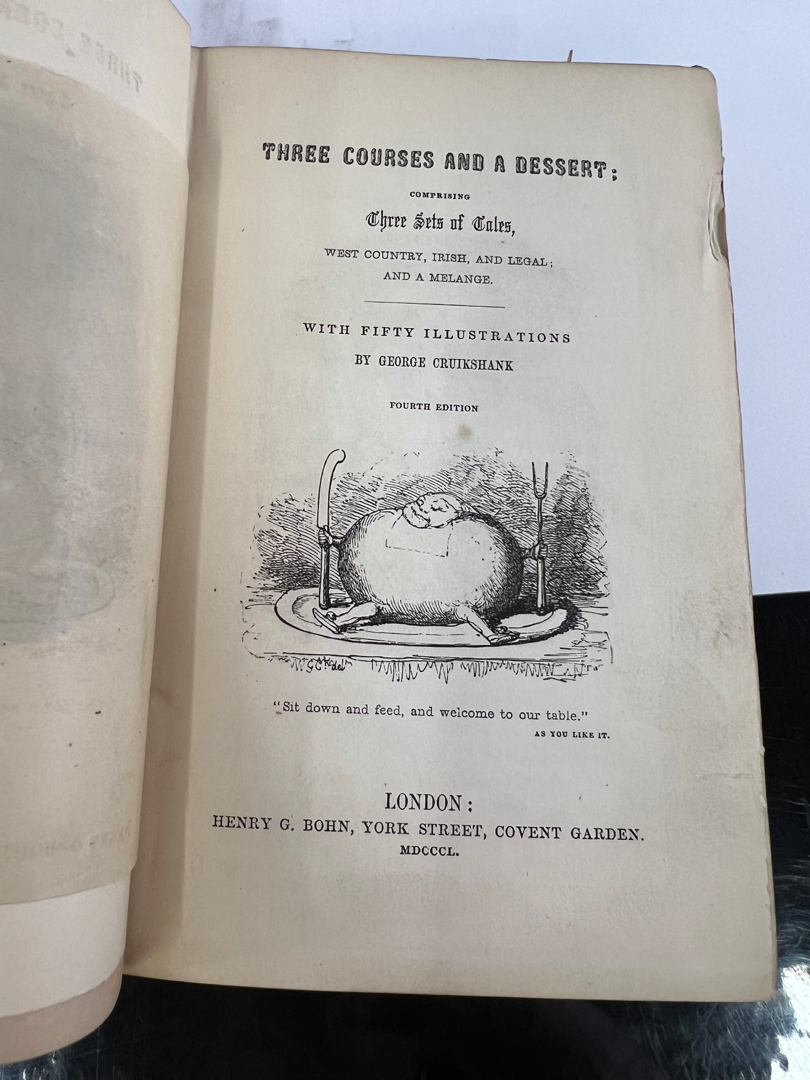 THREE COURSES AND A DESSERT;
COMPRISING
Three Sets of Tales,
WEST COUNTRY, IRISH, AND LEGAL;
AND A MELANGE.
WITH FIFTY ILLUSTRATIONS
BY GEORGE CRUIKSHANK
FOURTH EDITION
"Sit down and feed, and welcome to our table."
AS YOU LIKE IT.
LONDON:
HENRY G. BOHN, YORK STREET, COVENT GARDEN.
MDCCCL.